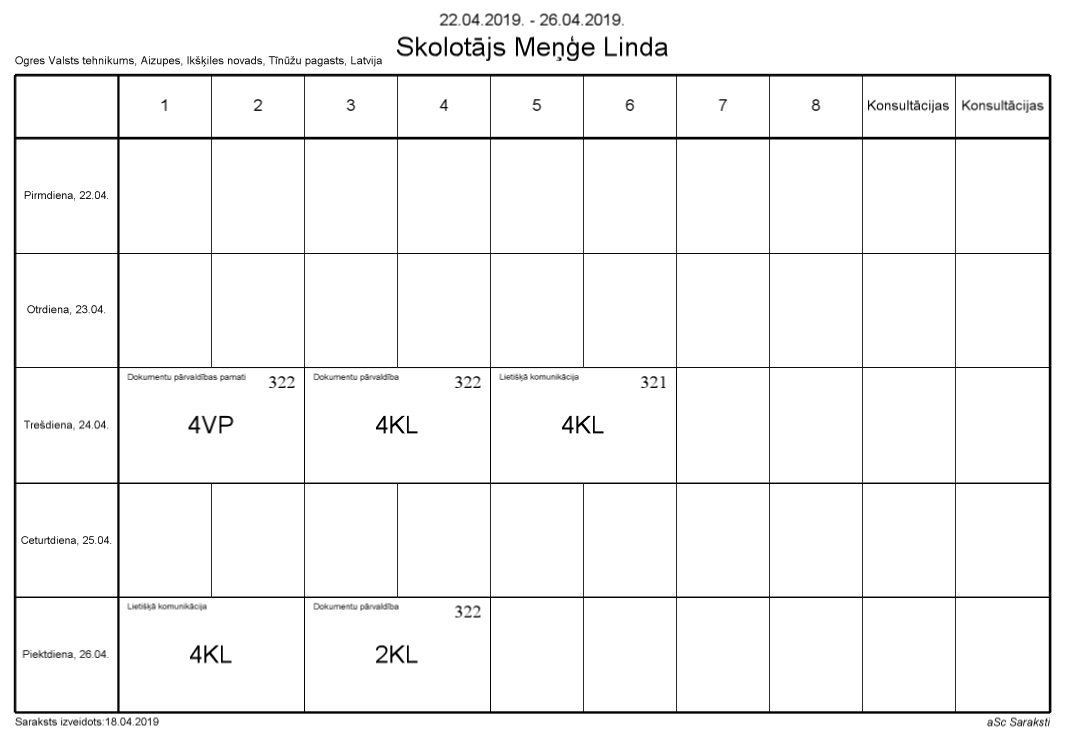 22.04.2019. - 26.04.2019.
Skolotājs Meņģe Linda
Ogres Valsts tehnikums, Aizupes, Ikšķiles novads, Tīnūžu pagasts, Latvija
1 2 3 4 5 6 7 8 Konsultācijas Konsultācijas
Pirmdiena, 22.04.
Otrdiena, 23.04.
Dokumentu pārvaldības pamati 322 Dokumentu pārvaldība 322 Lietišķā komunikācija 321
Trešdiena, 24.04. 4VP 4KL 4KL
Ceturtdiena, 25.04.
Lietišķā komunikācija Dokumentu pārvaldība 322
Piektdiena, 26.04. 4KL 2KL
Saraksts izveidots:18.04.2019 aSc Saraksti